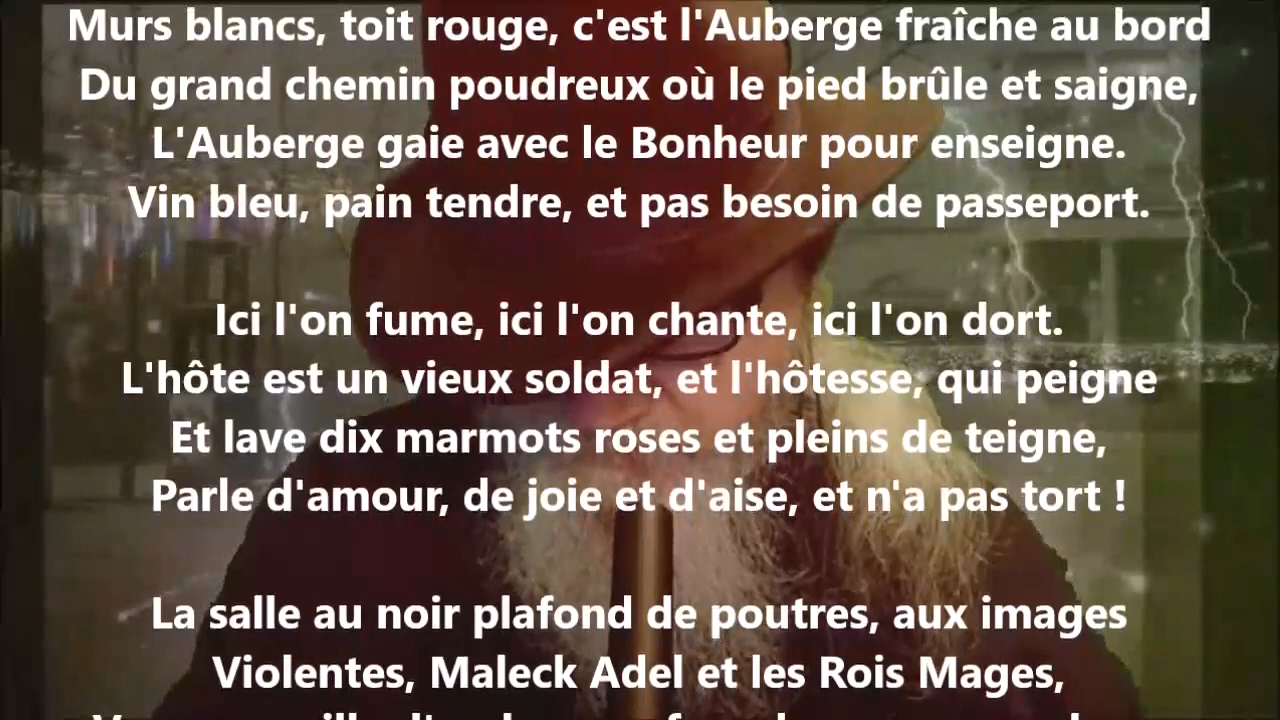 Murs blancs, toit rouge, c'est l'Auberge fraîche au bord
Du grand chemin poudreux où le pied brûle et saigne,
L'Auberge gaie avec le Bonheur pour enseigne.
Vin bleu, pain tendre, et pas besoin de passeport.
Ici l'on fume, ici l'on chante, ici l'on dort.
L'hôte est un vieux soldat, et l'hôtesse, qui peigne
Et lave dix marmots roses et pleins de teigne,
Parle d'amour, de joie et d'aise, et n'a pas tort !
La salle au noir plafond de poutres, aux images
Violentes, Maleck Adel et les Rois Mages,